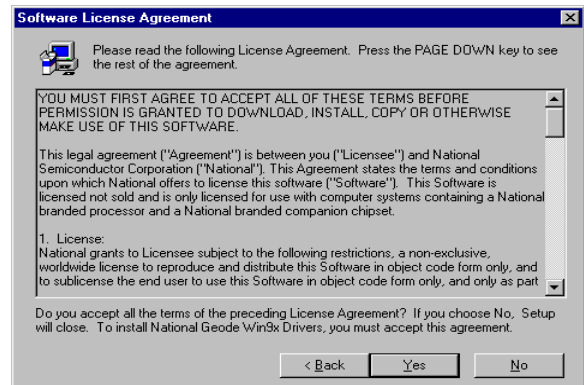 Software License Agreement
Please read the following License Agreement. Press the PAGE DOWN key to see
the rest of the agreement.
YOU MUST FIRST AGREE TO ACCEPT ALL OF THESE TERMS BEFORE
PERMISSION IS GRANTED TO DOWNLOAD, INSTALL, COPY OR OTHERWISE
MAKE USE OF THIS SOFTWARE.
This legal agreement ("Agreement") is between you ("Licensee") and National
Semiconductor Corporation ("National"). This Agreement states the terms and conditions
upon which National offers to license this software ("Software"). This Software is
licensed not sold and is only licensed for use with computer systems containing a National
branded processor and a National branded companion chipset.
1. License:
National grants to Licensee subject to the following restrictions, a non-exclusive,
worldwide license to reproduce and distribute this Software in object code form only, and
to sublicense the end user to use this Software in object code form only, and only as part
Do you accept all the terms of the preceding License Agreement? If you choose No, Setup
will close. To install National Geode Win9x Drivers, you must accept this agreement.
< Back Yes No